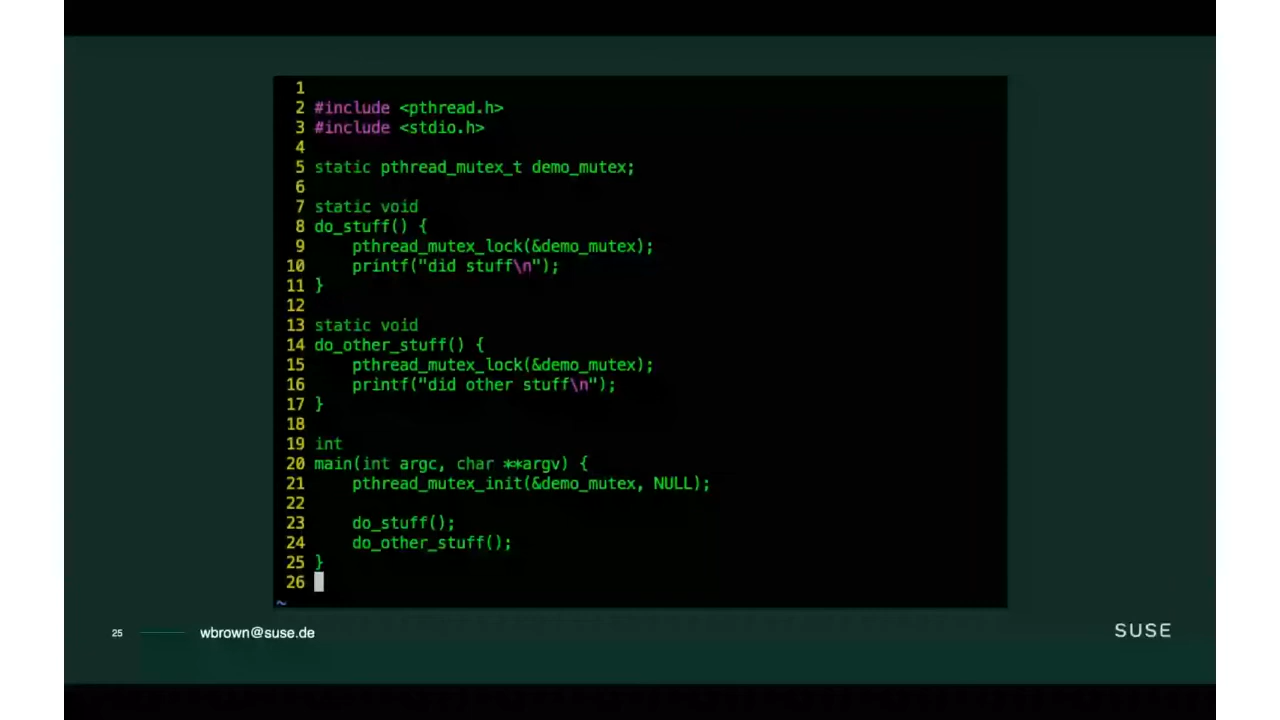 1
2 #include <pthread.h>
3 #include <stdio.h>
4
5 static pthread_mutex_t demo_mutex;
6
7 static void
8 do_stuff() {
9     pthread_mutex_lock(&demo_mutex);
10     printf("did stuff\n");
11 }
12
13 static void
14 do_other_stuff() {
15     pthread_mutex_lock(&demo_mutex);
16     printf("did other stuff\n");
17 }
18
19 int
20 main(int argc, char **argv) {
21     pthread_mutex_init(&demo_mutex, NULL);
22
23     do_stuff();
24     do_other_stuff();
25 }
26
~
25 wbrown@suse.de SUSE